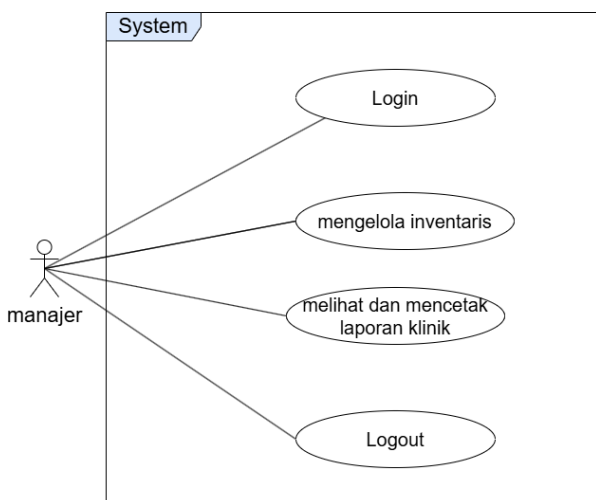 System
Login
mengelola inventaris
manajer
melihat dan mencetak
laporan klinik
Logout